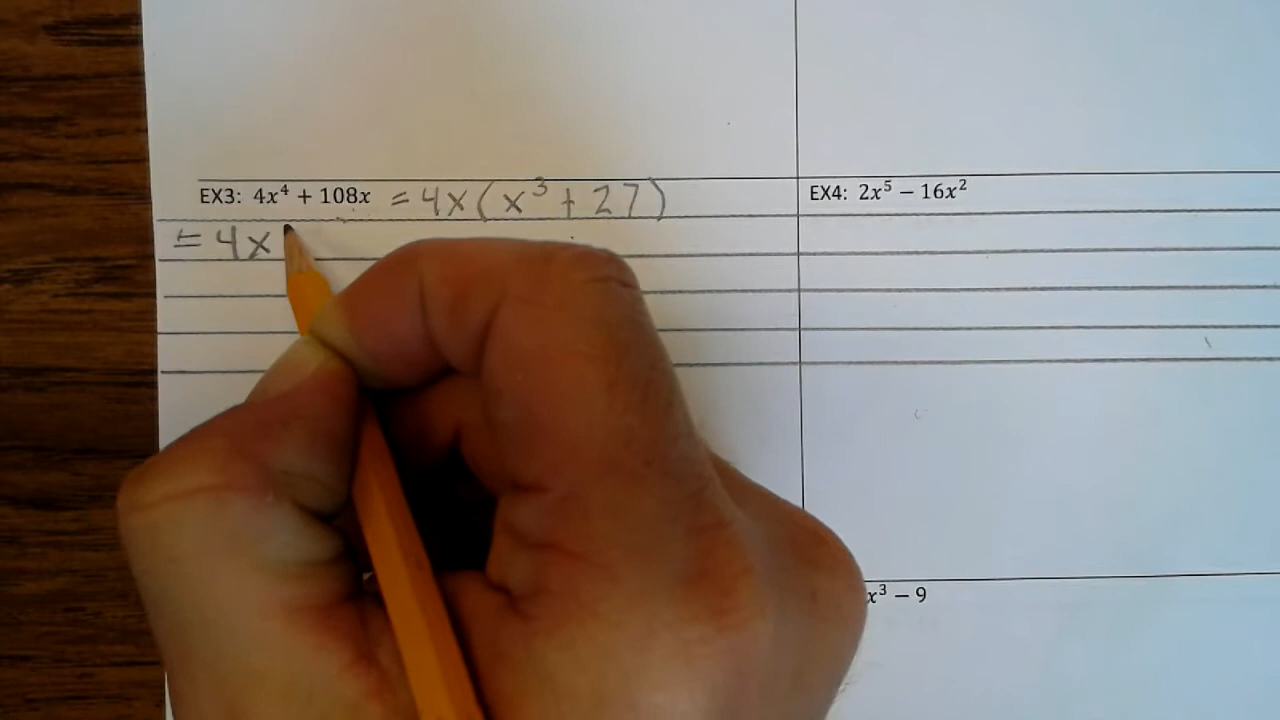 EX3: 4x⁴ + 108x = 4x(x³ + 27)
= 4x
EX4: 2x⁵ − 16x²
x³ − 9